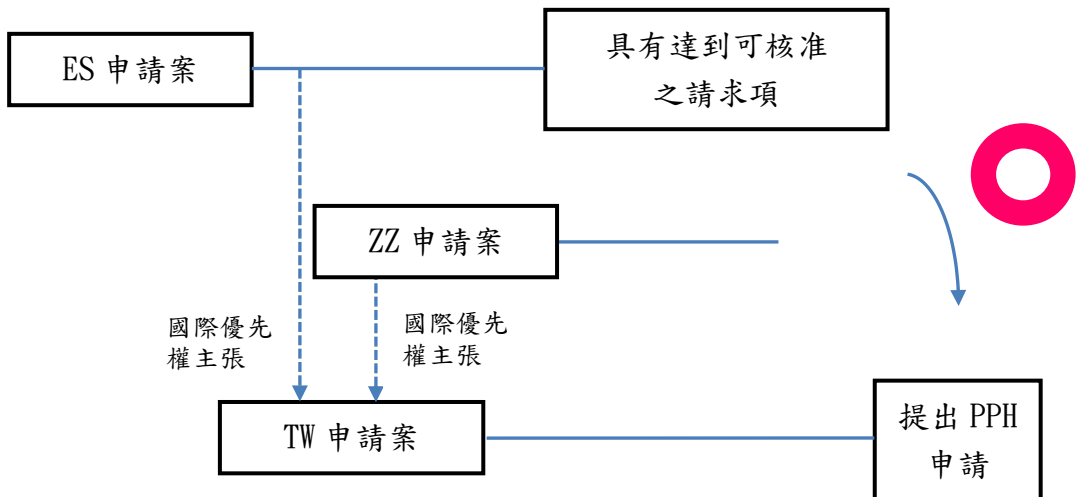 ES 申請案
具有達到可核准
之請求項
ZZ 申請案
國際優先
權主張
國際優先
權主張
TW 申請案
提出 PPH
申請